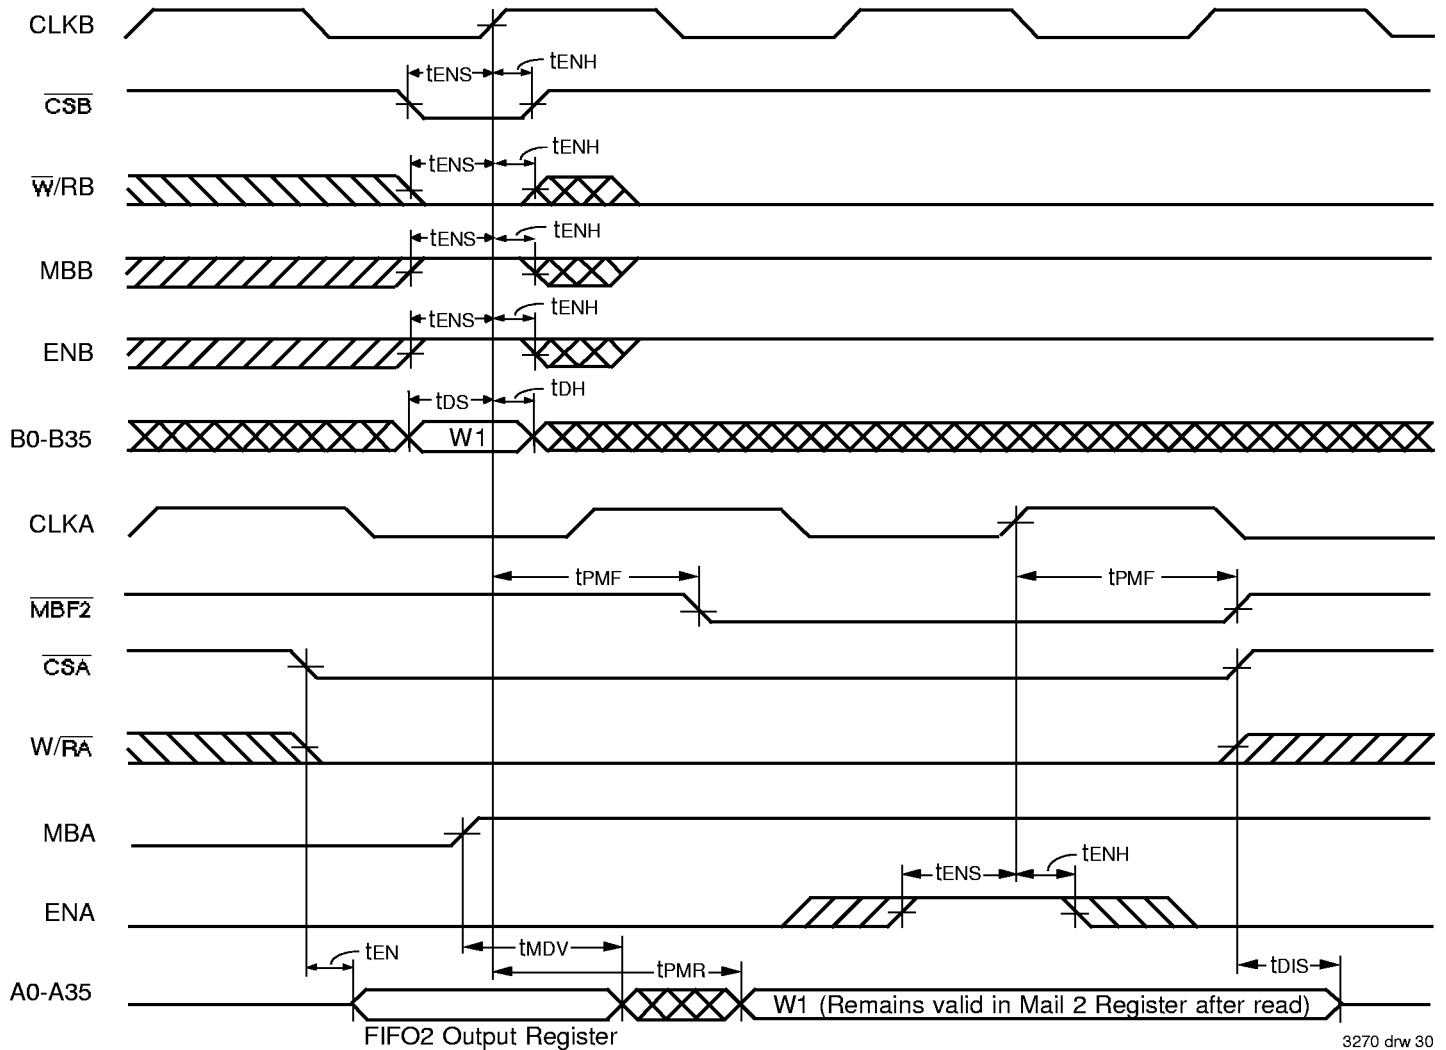 CLKB
tENS
tENH
CSB
tENS
tENH
W/RB
tENS
tENH
MBB
tENS
tENH
ENB
tDS
tDH
B0-B35
W1
CLKA
tPMF
tPMF
MBF2
CSA
W/RA
MBA
tENS
tENH
ENA
tEN
tMDV
tPMR
tDIS
A0-A35
W1 (Remains valid in Mail 2 Register after read)
FIFO2 Output Register
3270 drw 30